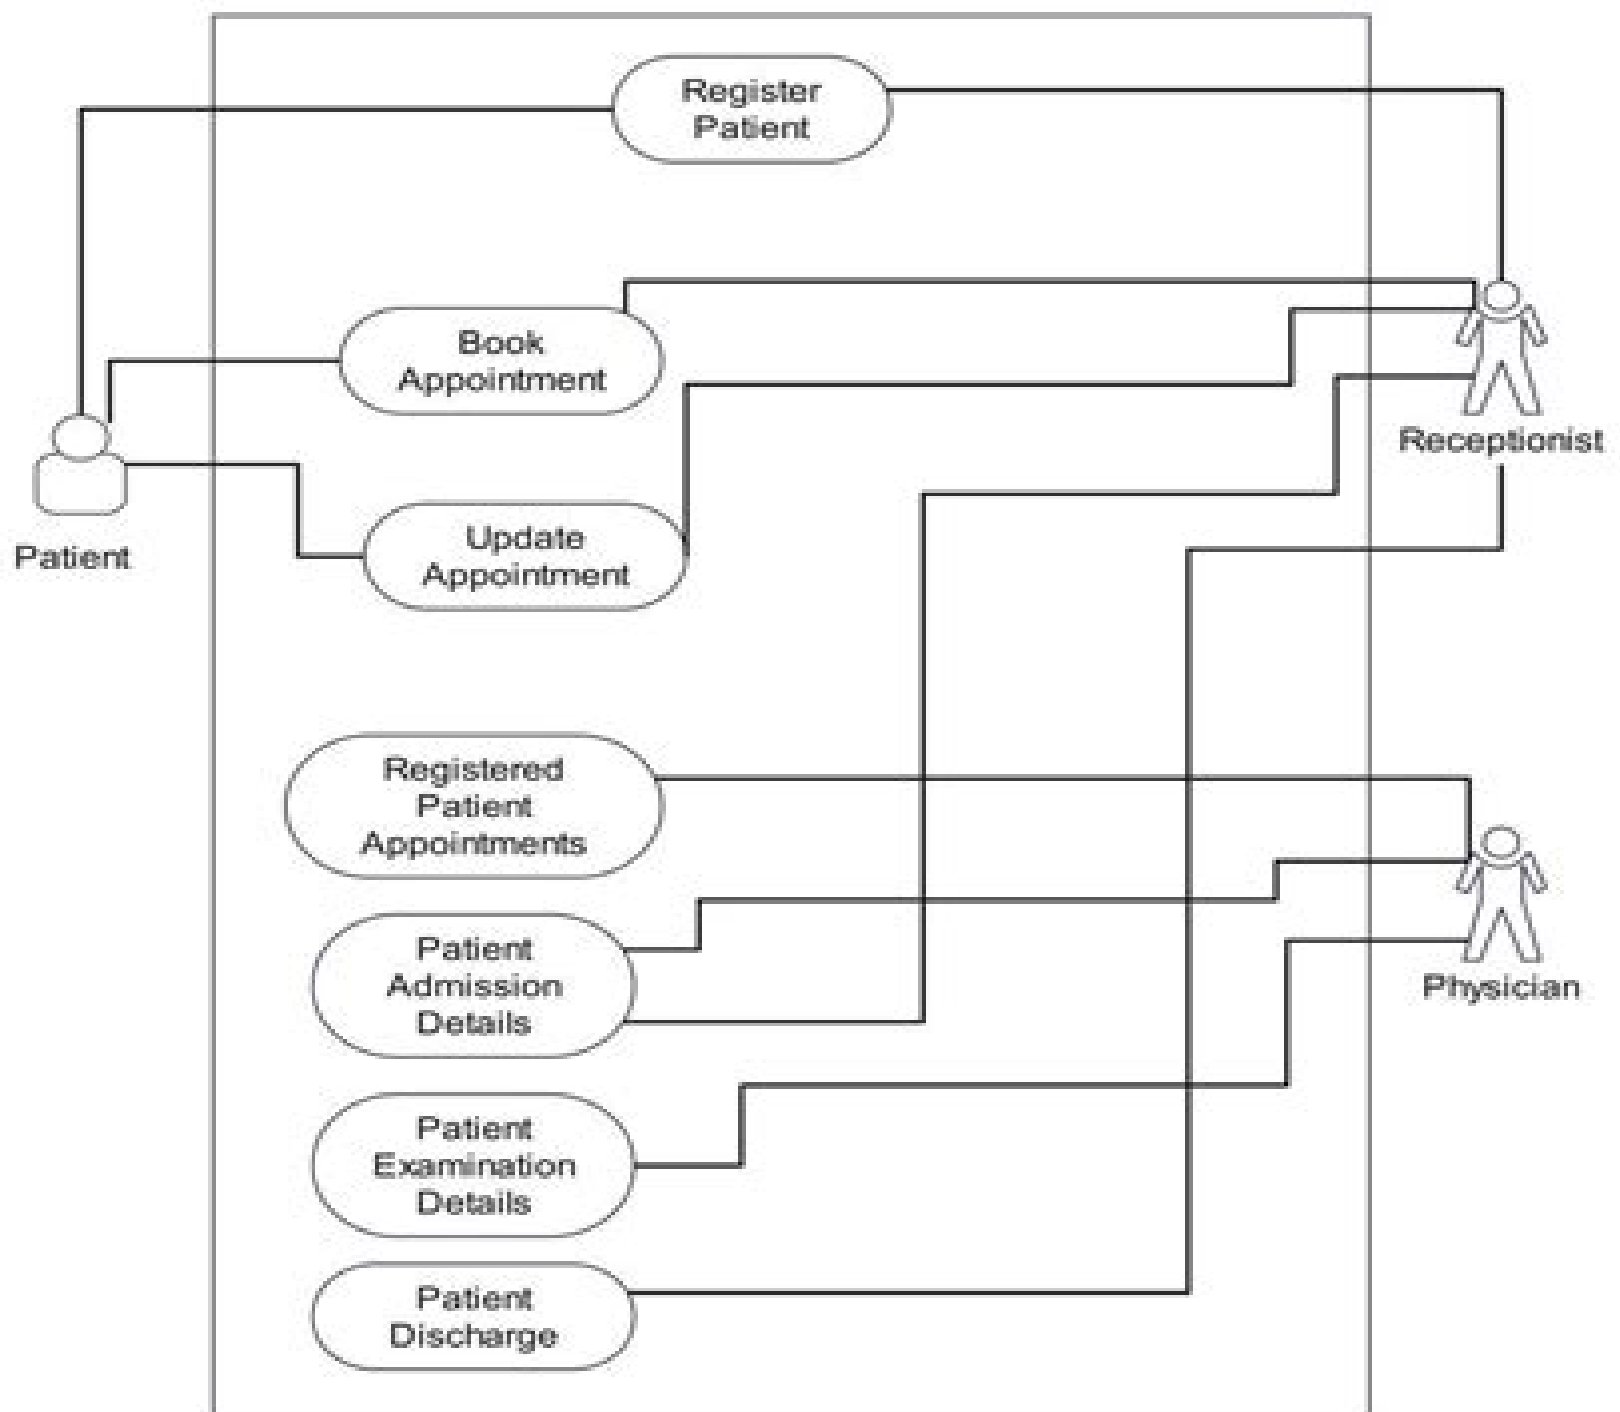 Register
Patient
Book
Appointment
Receptionist
Update
Appointment
Patient
Registered
Patient
Appointments
Patient
Admission
Details
Physician
Patient
Examination
Details
Patient
Discharge